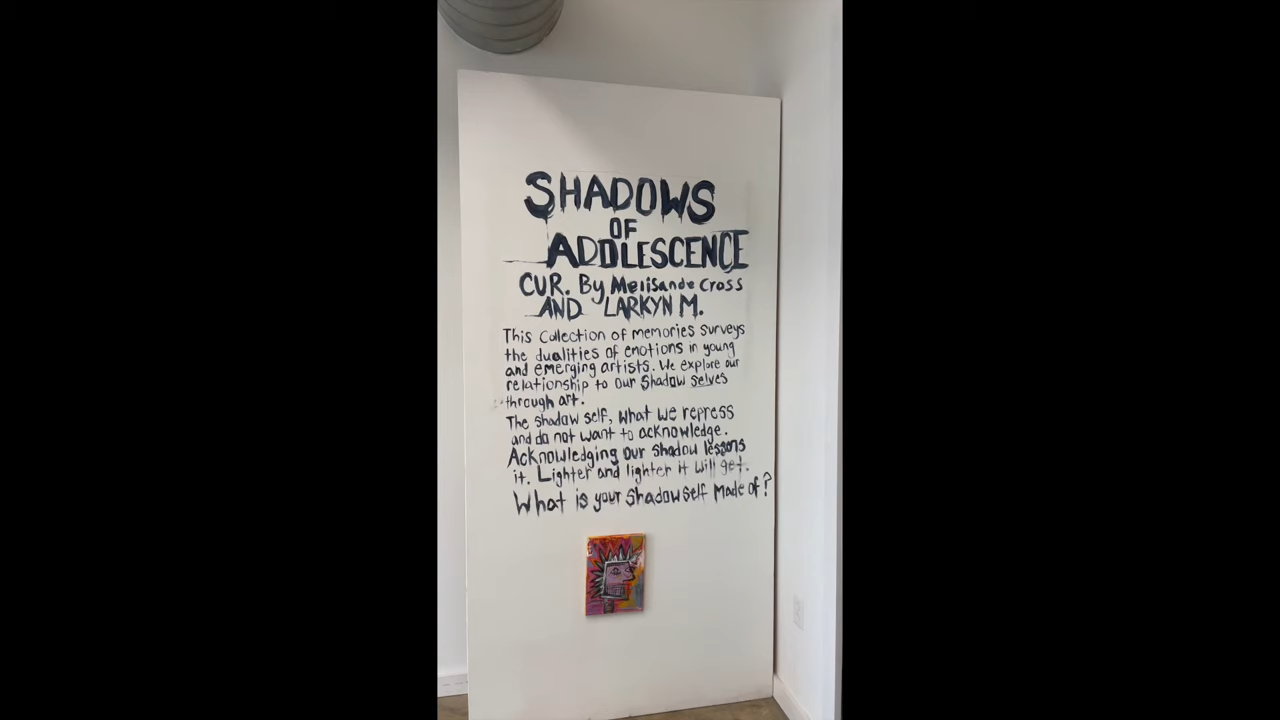 SHADOWS
OF
ADOLESCENCE
CUR. By Melisande Cross
AND LARKYN M.
This Collection of memories surveys
the dualities of emotions in young
and emerging artists. We explore our
relationship to our Shadow selves
through art.
The Shadow self, what we repress
and do not want to acknowledge.
Acknowledging our Shadow lessons
it. Lighter and lighter it will get.
What is your Shadow self Made of?